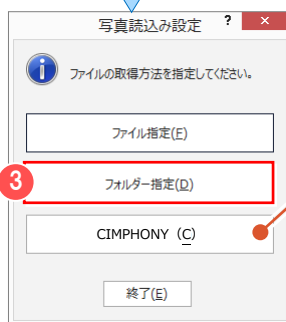 写真読込み設定 ? ×
ファイルの取得方法を指定してください。
ファイル指定(F)
3
フォルダー指定(D)
CIMPHONY (C)
終了(E)